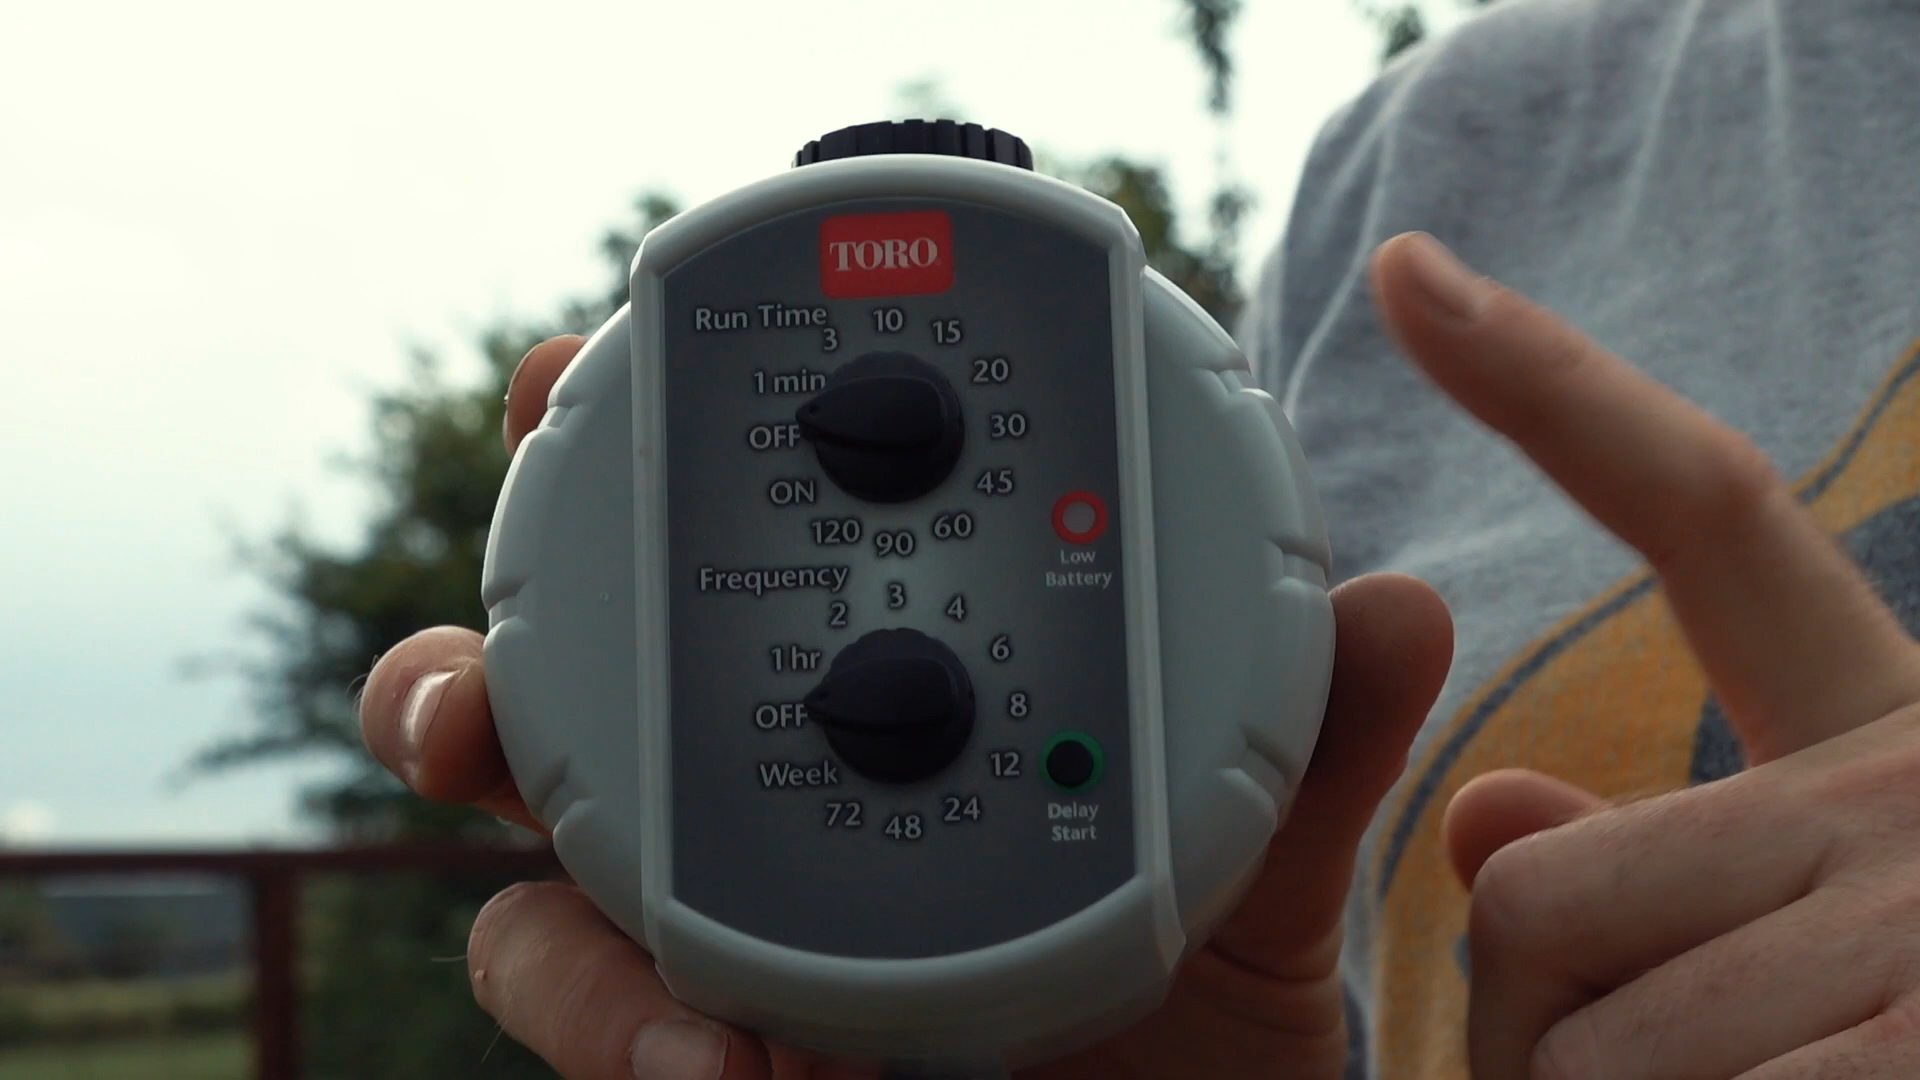 TORO
Run Time
3 10 15
1 min 20
OFF 30
ON 45
120 90 60
Low
Battery
Frequency
2 3 4
1 hr 6
OFF 8
Week 12
72 48 24
Delay
Start